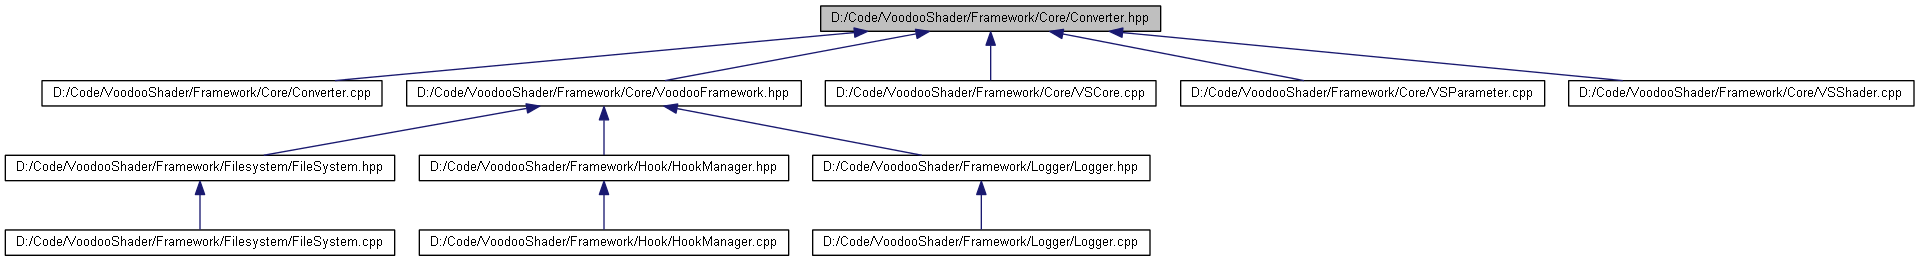 D:/Code/VoodooShader/Framework/Core/Converter.hpp
D:/Code/VoodooShader/Framework/Core/Converter.cpp
D:/Code/VoodooShader/Framework/Core/VoodooFramework.hpp
D:/Code/VoodooShader/Framework/Core/VSCore.cpp
D:/Code/VoodooShader/Framework/Core/VSParameter.cpp
D:/Code/VoodooShader/Framework/Core/VSShader.cpp
D:/Code/VoodooShader/Framework/Filesystem/FileSystem.hpp
D:/Code/VoodooShader/Framework/Hook/HookManager.hpp
D:/Code/VoodooShader/Framework/Logger/Logger.hpp
D:/Code/VoodooShader/Framework/Filesystem/FileSystem.cpp
D:/Code/VoodooShader/Framework/Hook/HookManager.cpp
D:/Code/VoodooShader/Framework/Logger/Logger.cpp